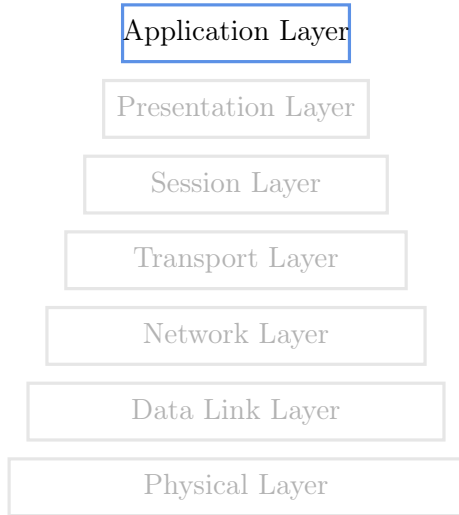 Application Layer
Presentation Layer
Session Layer
Transport Layer
Network Layer
Data Link Layer
Physical Layer